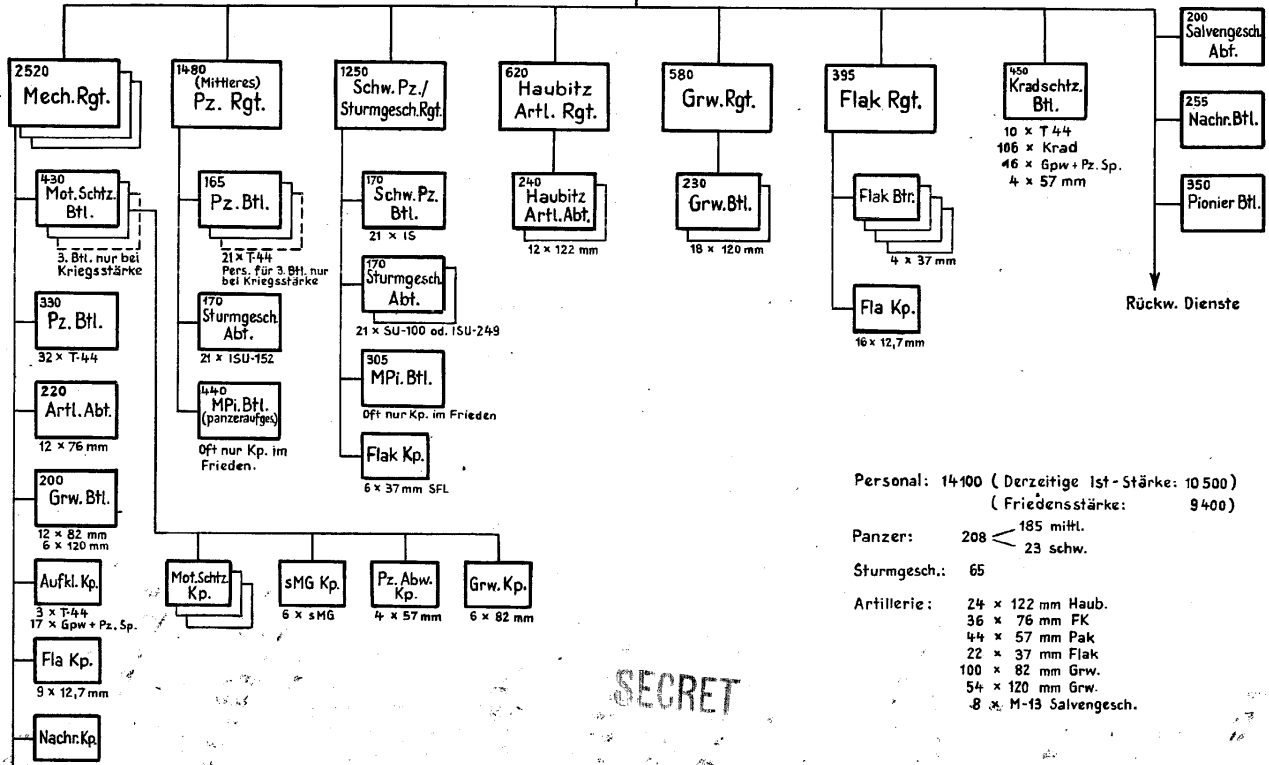 2520
Mech. Rgt.
430
Mot. Schtz.
Btl.
3. Btl. nur bei
Kriegsstärke
330
Pz. Btl.
32 x T-44
220
Artl. Abt.
12 x 76 mm
200
Grw. Btl.
12 x 82 mm
6 x 120 mm
Aufkl. Kp.
3 x T-44
17 x Gpw + Pz. Sp.
Fla Kp.
9 x 12,7 mm
Nachr. Kp.
Mot. Schtz.
Kp.
sMG Kp.
6 x sMG
Pz. Abw.
Kp.
4 x 57 mm
Grw. Kp.
6 x 82 mm
1480
(Mittleres)
Pz. Rgt.
165
Pz. Btl.
21 x T-44
Pers. für 3. Btl. nur
bei Kriegsstärke
170
Sturmgesch.
Abt.
21 x ISU-152
440
MPi. Btl.
(panzeraufges)
Oft nur Kp. im
Frieden.
1250
Schw. Pz./
Sturmgesch. Rgt.
170
Schw. Pz.
Btl.
21 x IS
170
Sturmgesch.
Abt.
21 x SU-100 od. ISU-249
305
MPi. Btl.
Oft nur Kp. im Frieden
Flak Kp.
6 x 37 mm SFL
620
Haubitz
Artl. Rgt.
240
Haubitz
Artl. Abt.
12 x 122 mm
580
Grw. Rgt.
230
Grw. Btl.
18 x 120 mm
395
Flak Rgt.
Flak Btr.
4 x 37 mm
Fla Kp.
16 x 12,7 mm
450
Kradschtz.
Btl.
10 x T 44
106 x Krad
16 x Gpw + Pz. Sp.
4 x 57 mm
200
Salvengesch.
Abt.
255
Nachr. Btl.
350
Pionier Btl.
Rückw. Dienste
Personal: 14100 (Derzeitige Ist-Stärke: 10 500)
(Friedensstärke: 9400)
Panzer: 208
185 mittl.
23 schw.
Sturmgesch.: 65
Artillerie: 24 x 122 mm Haub.
36 x 76 mm FK
44 x 57 mm Pak
22 x 37 mm Flak
100 x 82 mm Grw.
54 x 120 mm Grw.
8 x M-13 Salvengesch.
SECRET